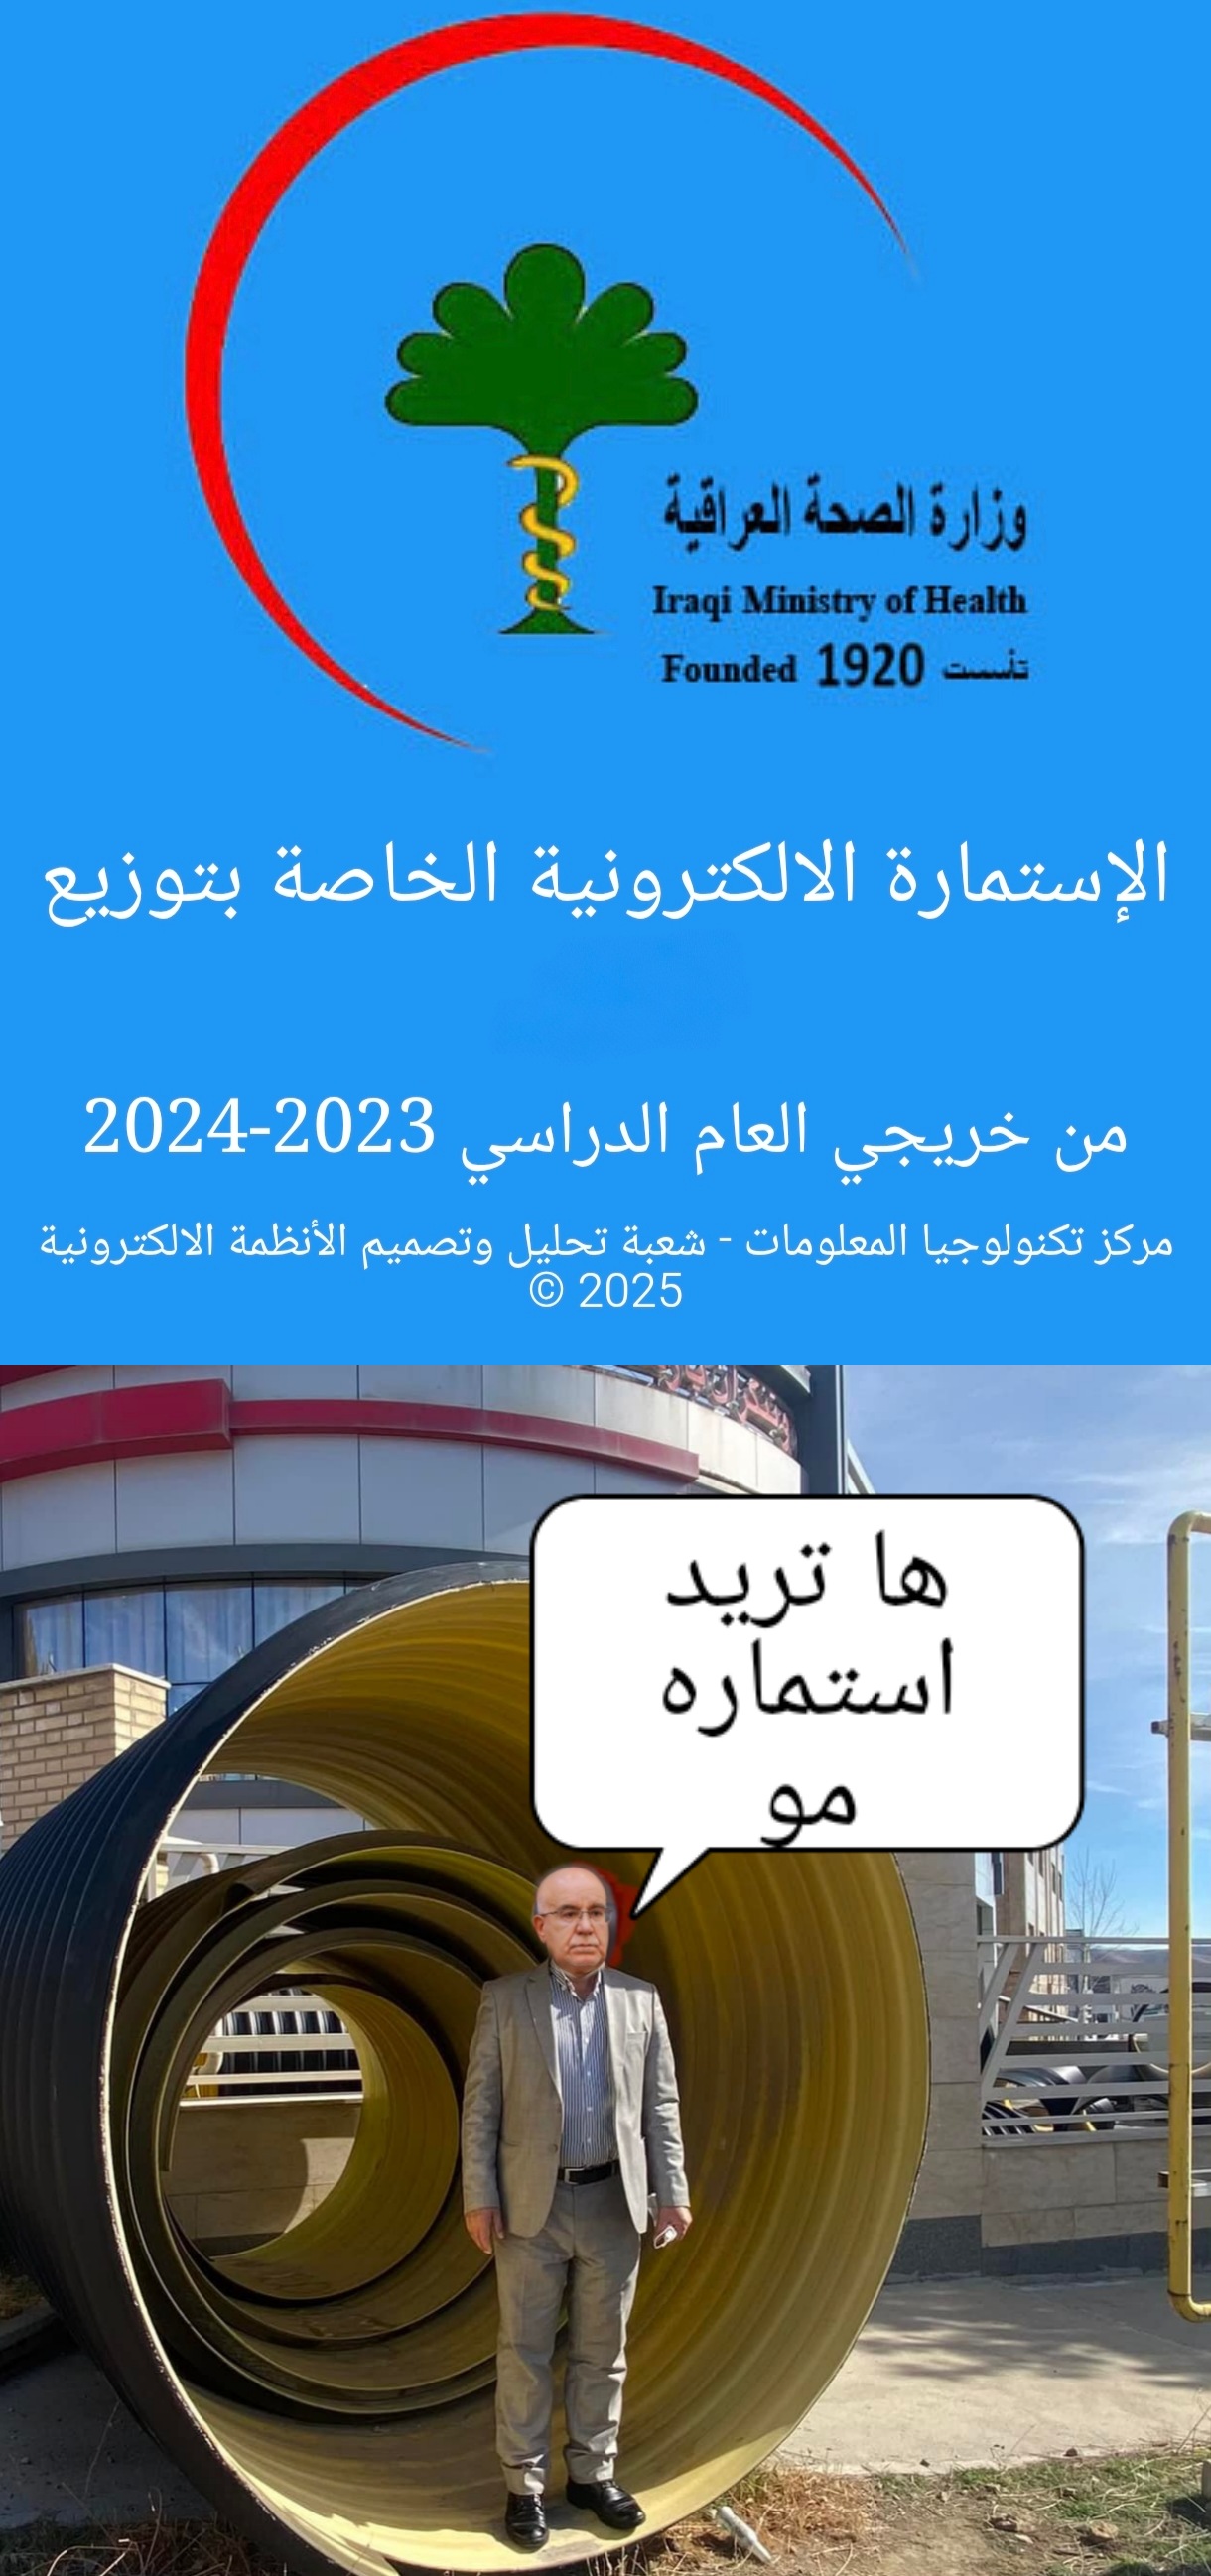 وزارة الصحة العراقية
Iraqi Ministry of Health
Founded 1920 تأسست
الإستمارة الالكترونية الخاصة بتوزيع
من خريجي العام الدراسي 2023-2024
مركز تكنولوجيا المعلومات - شعبة تحليل وتصميم الأنظمة الالكترونية
© 2025
ها تريد
استماره
مو